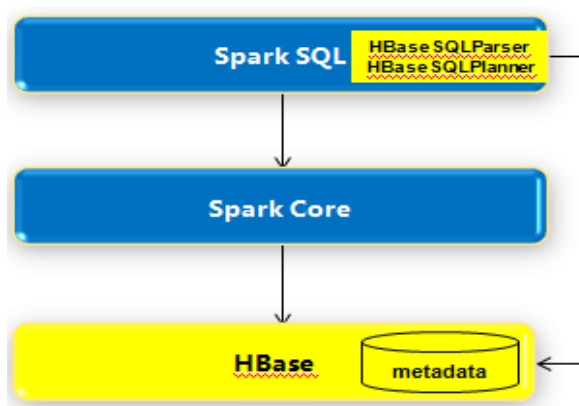 Spark SQL
HBase SQLParser
HBase SQLPlanner
Spark Core
HBase
metadata